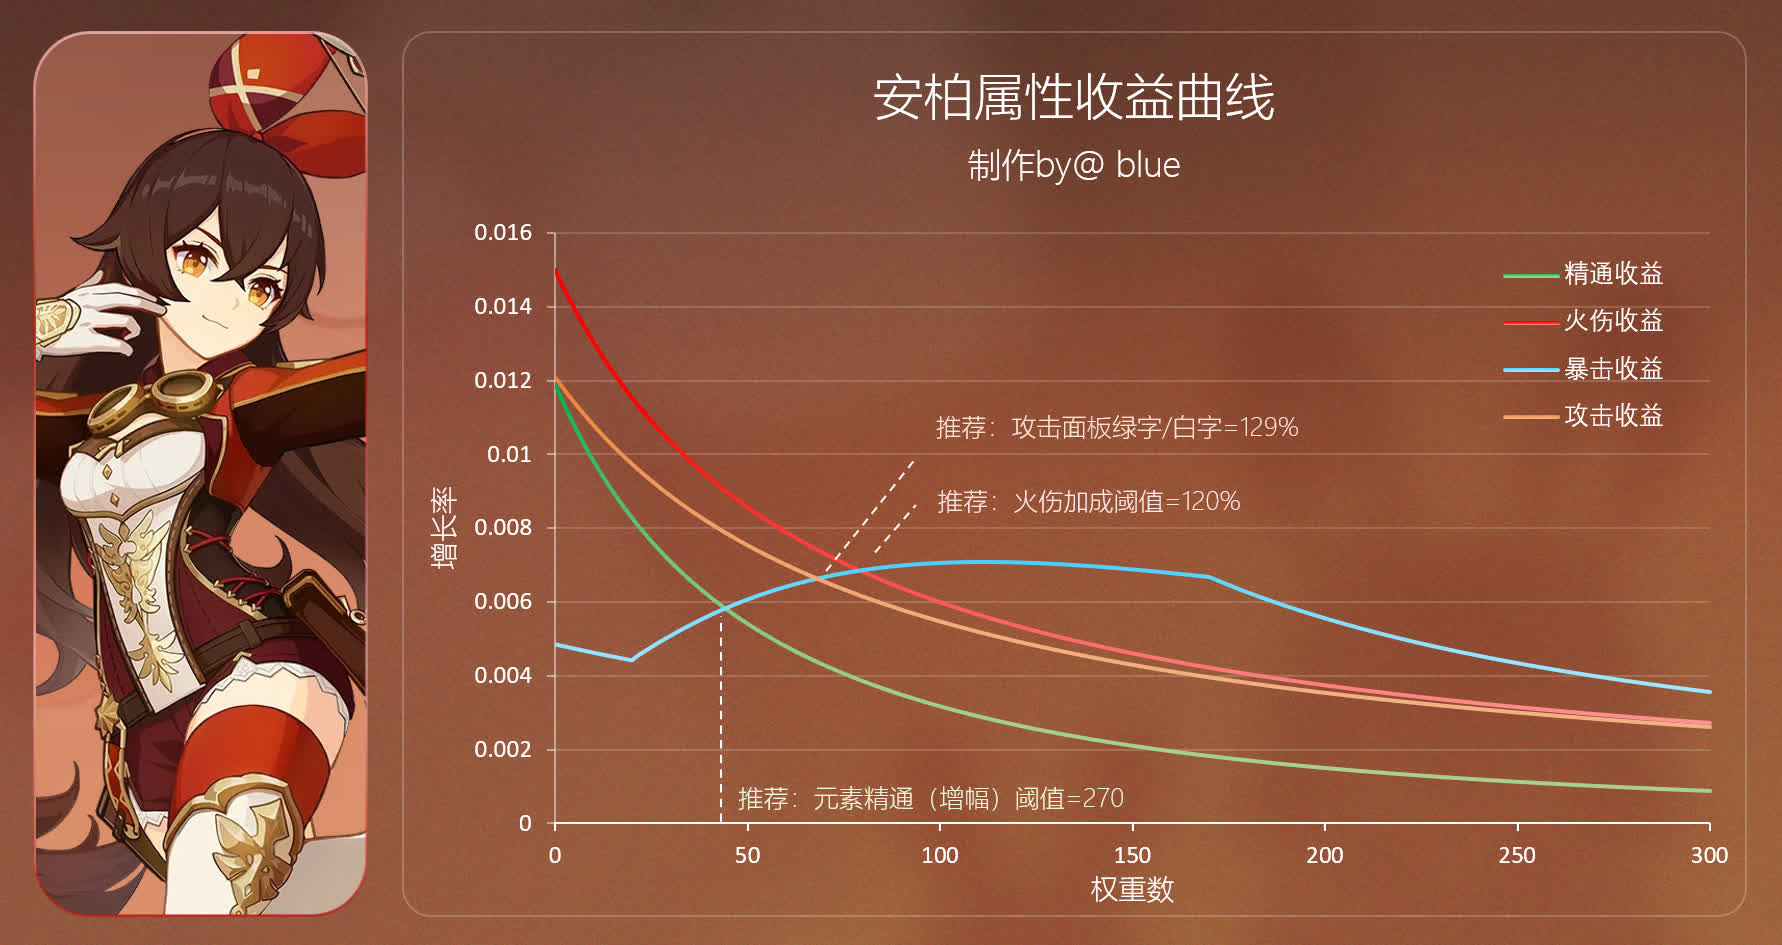 安柏属性收益曲线
制作by@ blue
0.016
0.014
0.012
0.01
0.008
0.006
0.004
0.002
0
增长率
精通收益
火伤收益
暴击收益
攻击收益
推荐：攻击面板绿字/白字=129%
推荐：火伤加成阈值=120%
推荐：元素精通（增幅）阈值=270
0 50 100 150 200 250 300
权重数